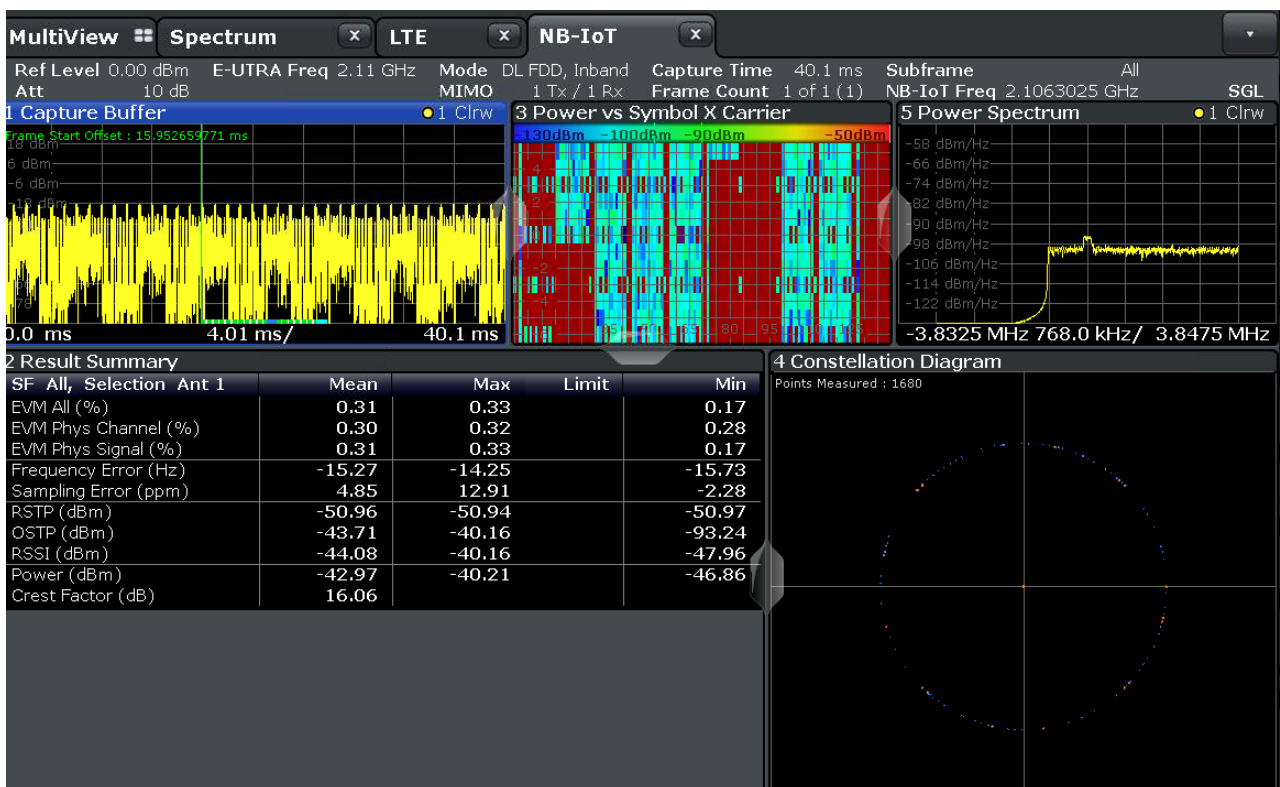 MultiView Spectrum X LTE X NB-IoT X
Ref Level 0.00 dBm E-UTRA Freq 2.11 GHz Mode DL FDD, Inband Capture Time 40.1 ms Subframe All
Att 10 dB MIMO 1 Tx / 1 Rx Frame Count 1 of 1 (1) NB-IoT Freq 2.1063025 GHz SGL
1 Capture Buffer 1 Clrw
Frame Start Offset : 15.952659771 ms
18 dBm
6 dBm
-6 dBm
-18 dBm
0.0 ms 4.01 ms/ 40.1 ms
3 Power vs Symbol X Carrier
-130dBm -100dBm -90dBm -50dBm
4
2
-2
-4
80
5 Power Spectrum 1 Clrw
-58 dBm/Hz
-66 dBm/Hz
-74 dBm/Hz
-82 dBm/Hz
-90 dBm/Hz
-98 dBm/Hz
-106 dBm/Hz
-114 dBm/Hz
-122 dBm/Hz
-3.8325 MHz 768.0 kHz/ 3.8475 MHz
2 Result Summary
SF All, Selection Ant 1 Mean Max Limit Min
EVM All (%) 0.31 0.33 0.17
EVM Phys Channel (%) 0.30 0.32 0.28
EVM Phys Signal (%) 0.31 0.33 0.17
Frequency Error (Hz) -15.27 -14.25 -15.73
Sampling Error (ppm) 4.85 12.91 -2.28
RSTP (dBm) -50.96 -50.94 -50.97
OSTP (dBm) -43.71 -40.16 -93.24
RSSI (dBm) -44.08 -40.16 -47.96
Power (dBm) -42.97 -40.21 -46.86
Crest Factor (dB) 16.06
4 Constellation Diagram
Points Measured : 1680